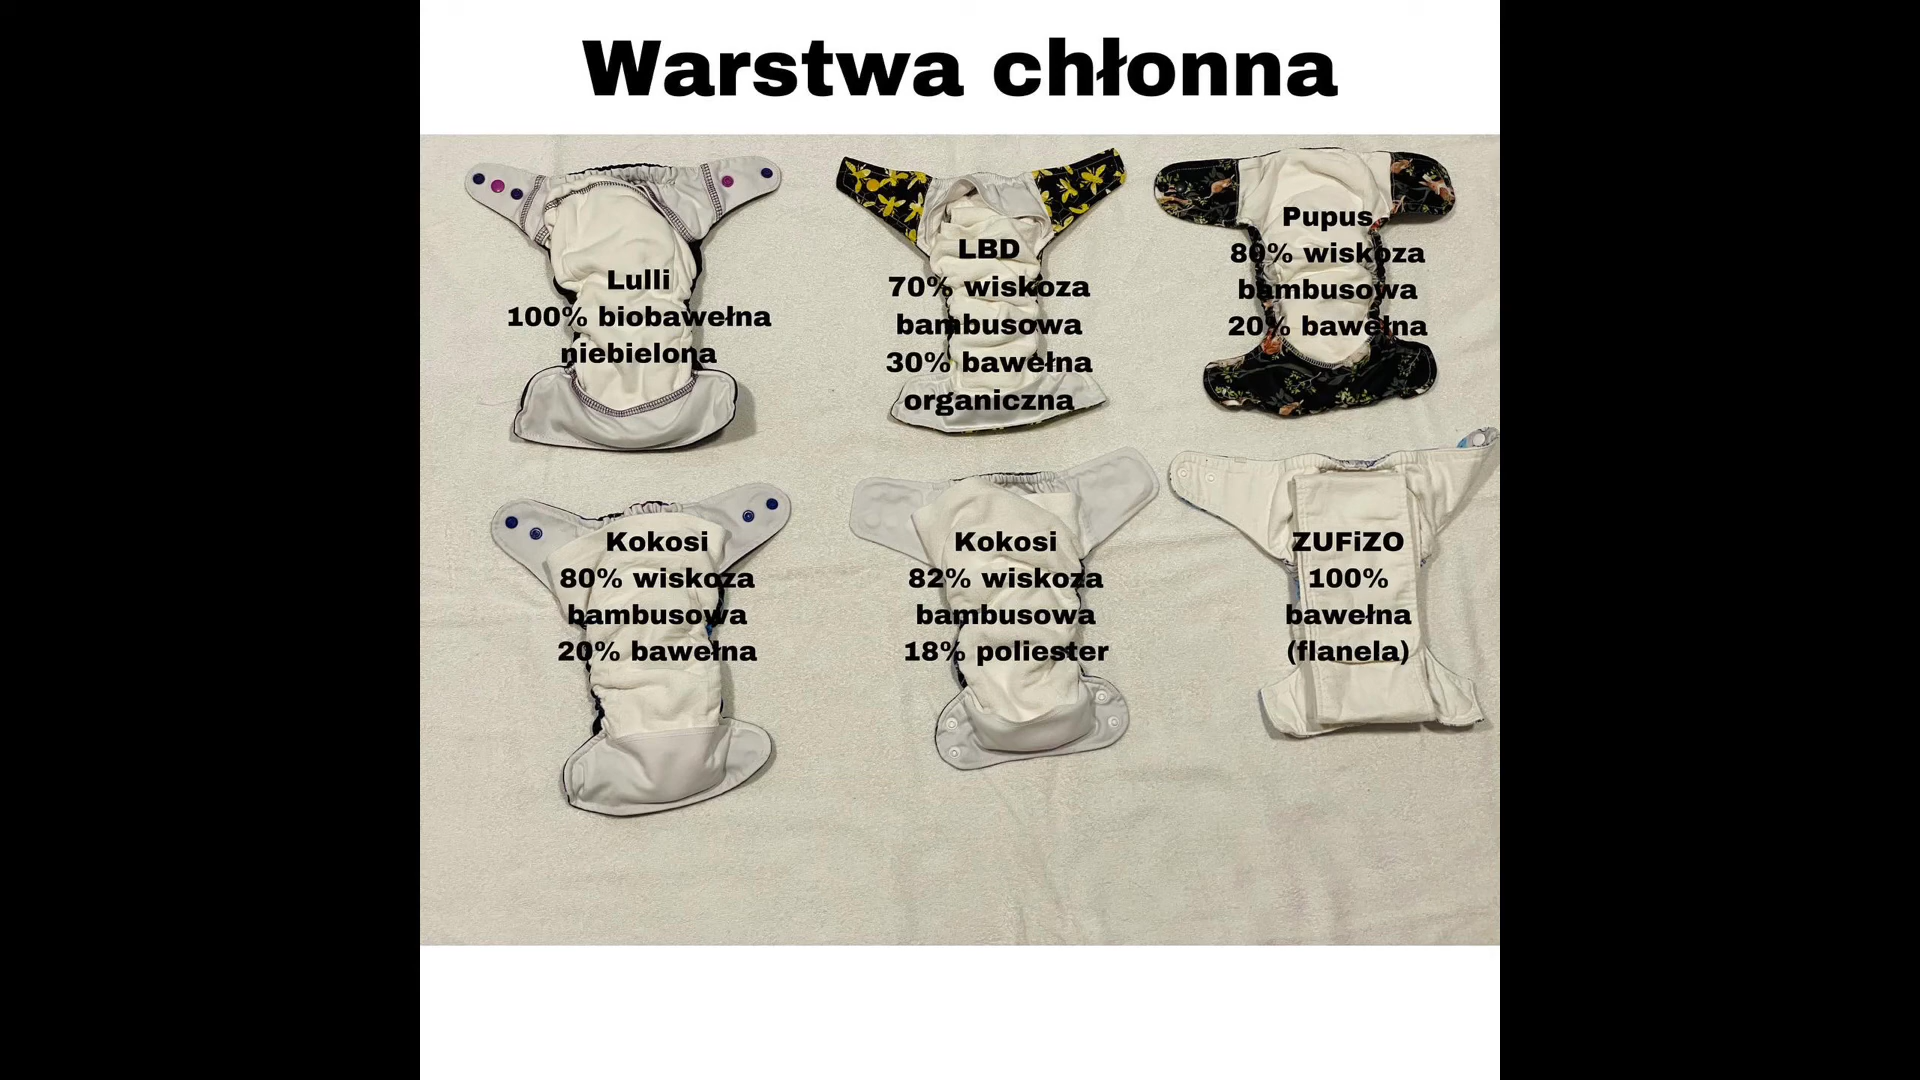 Warstwa chłonna
Lulli
100% biobawełna
niebielona
LBD
70% wiskoza
bambusowa
30% bawełna
organiczna
Pupus
80% wiskoza
bambusowa
20% bawełna
Kokosi
80% wiskoza
bambusowa
20% bawełna
Kokosi
82% wiskoza
bambusowa
18% poliester
ZUFiZO
100%
bawełna
(flanela)